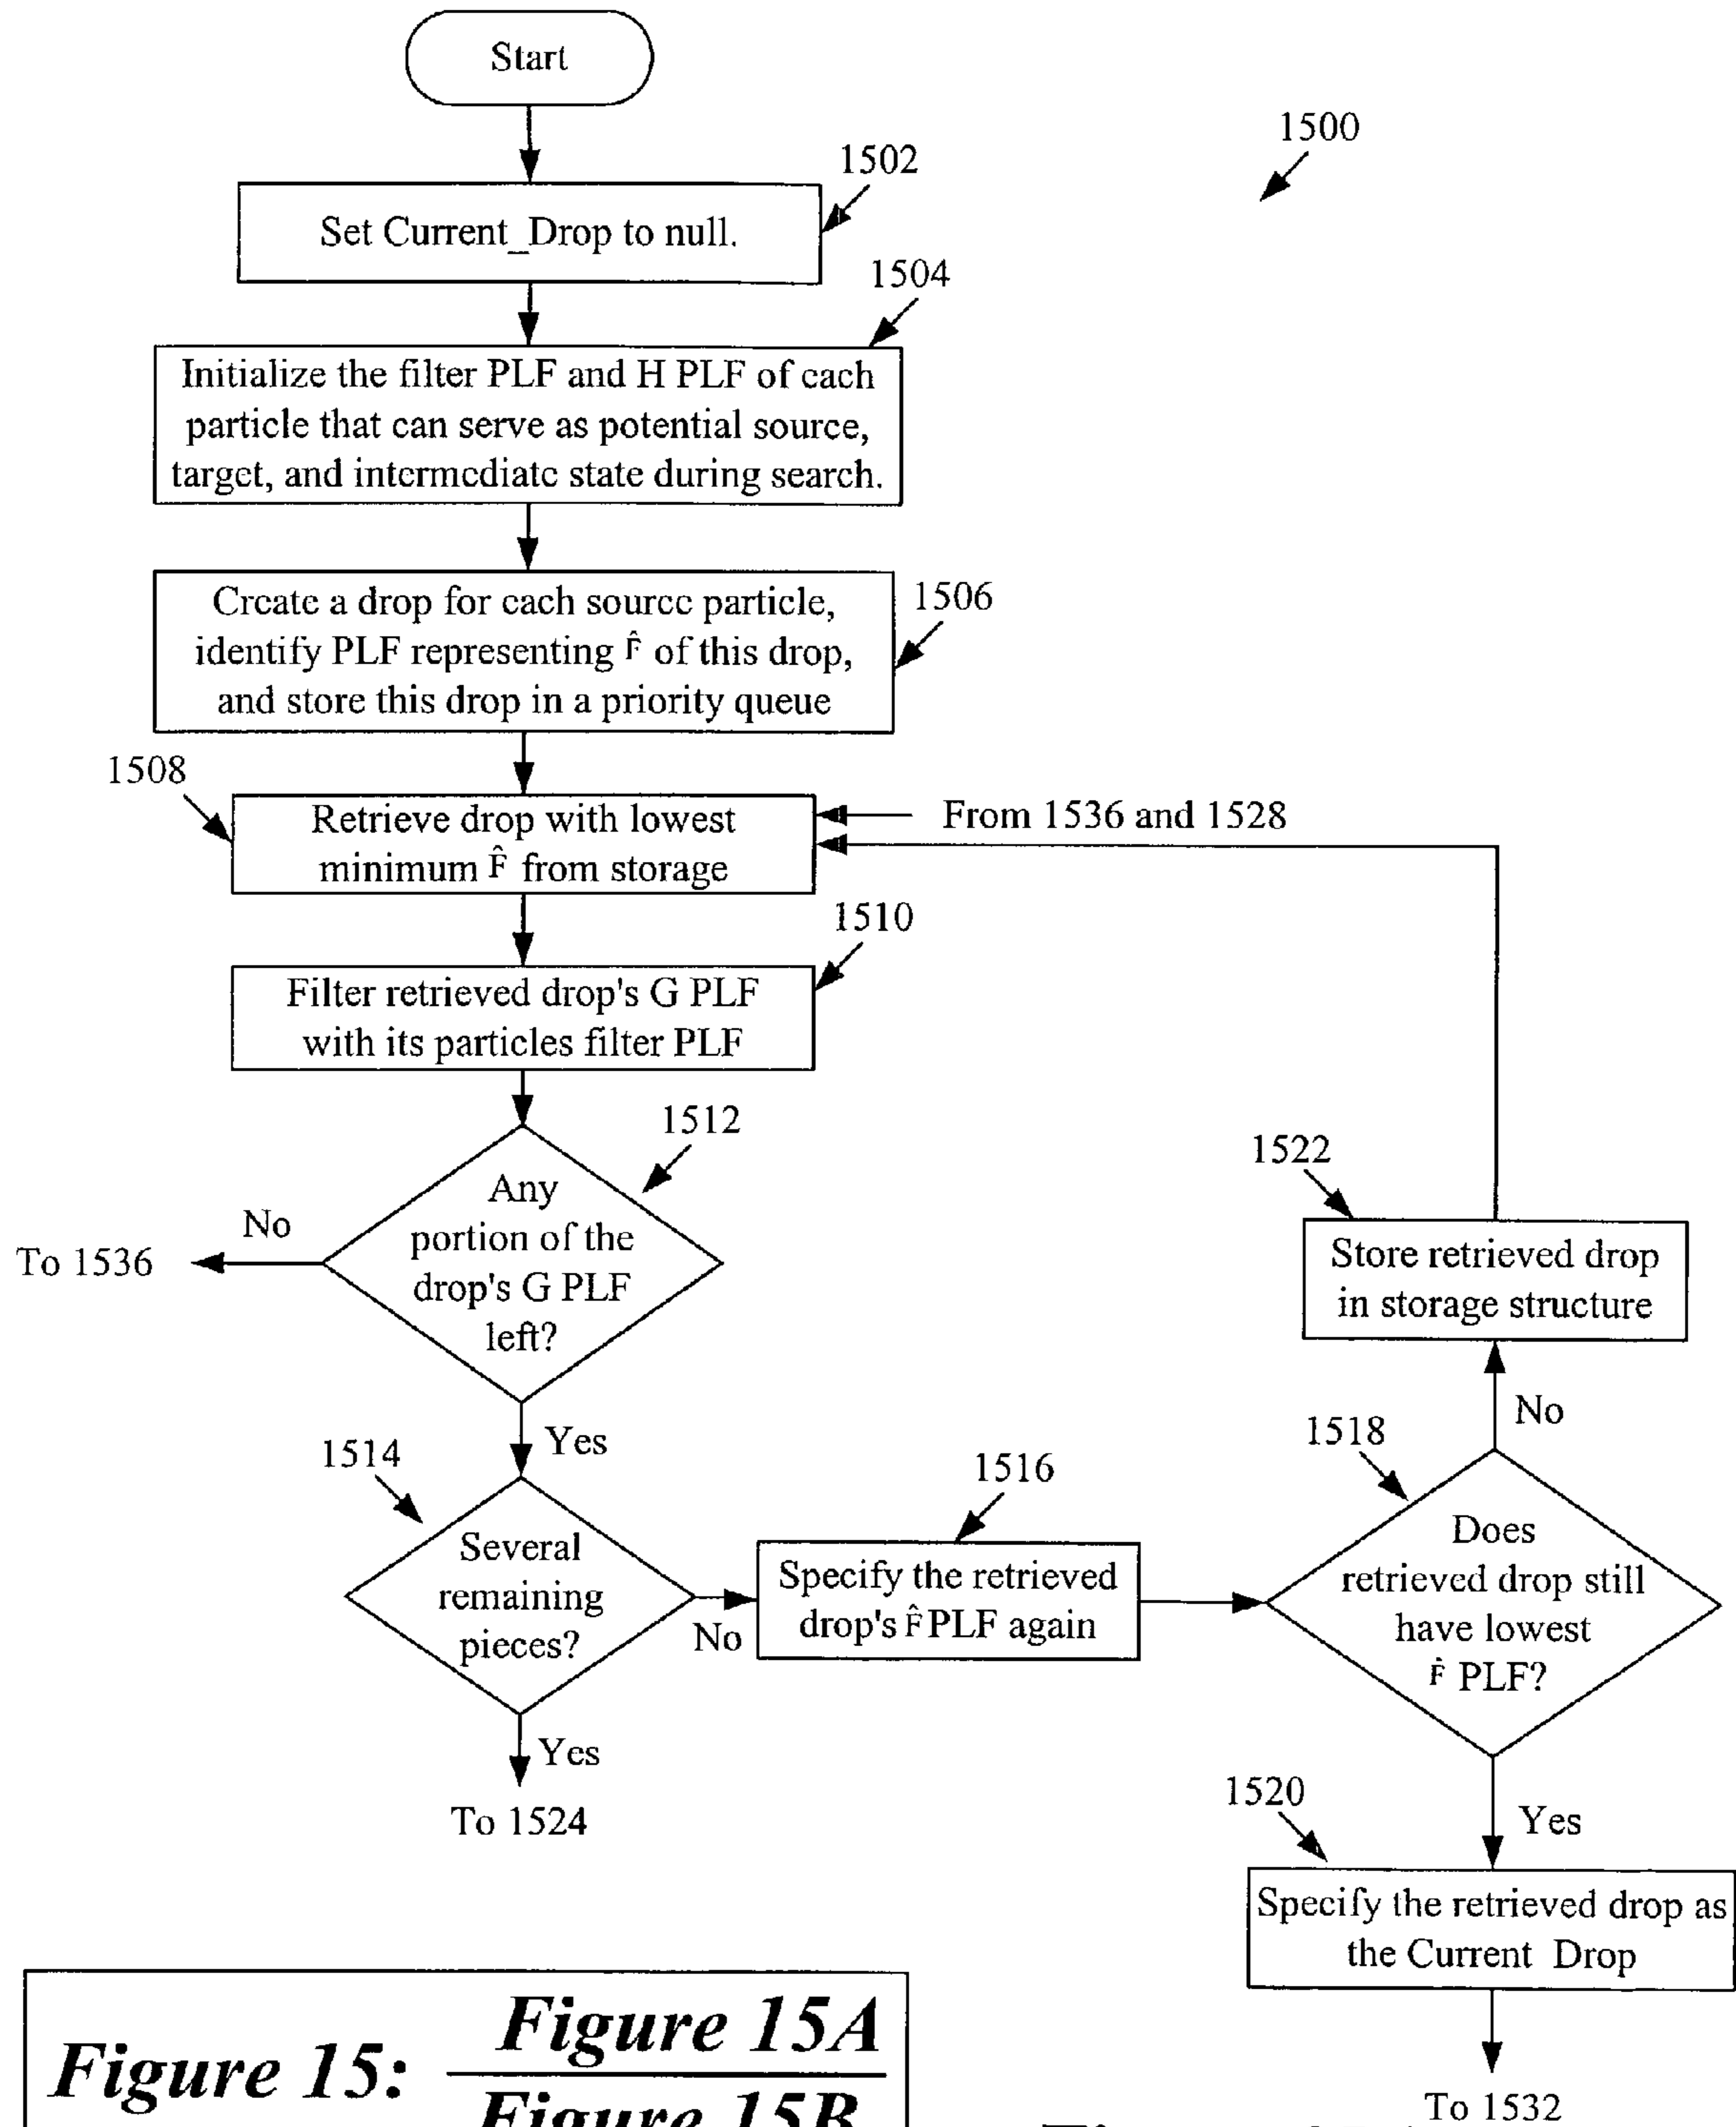 Start
1500
1502
Set Current_Drop to null.
1504
Initialize the filter PLF and H PLF of each
particle that can serve as potential source,
target, and intermediate state during search.
1506
Create a drop for each source particle,
identify PLF representing F̂ of this drop,
and store this drop in a priority queue
1508
Retrieve drop with lowest
minimum F̂ from storage
From 1536 and 1528
1510
Filter retrieved drop's G PLF
with its particles filter PLF
1512
Any
portion of the
drop's G PLF
left?
No
To 1536
Yes
1522
Store retrieved drop
in storage structure
No
1514
Several
remaining
pieces?
No
1516
Specify the retrieved
drop's F̂ PLF again
1518
Does
retrieved drop still
have lowest
F̂ PLF?
Yes
To 1524
1520
Yes
Specify the retrieved drop as
the Current Drop
To 1532
Figure 15:
Figure 15A
Figure 15B